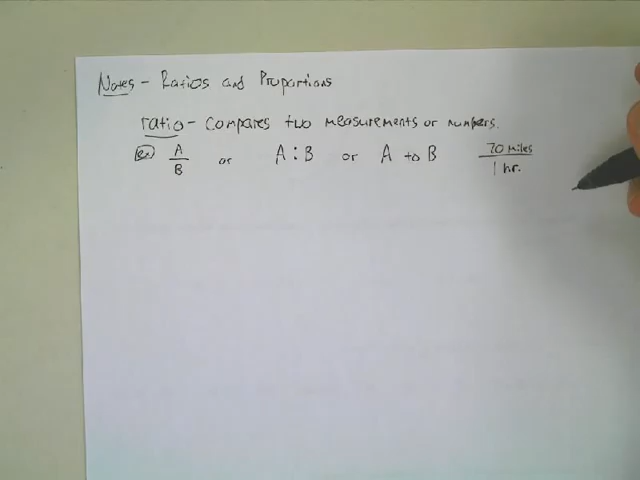 Notes - Ratios and Proportions
ratio - compares two measurements or numbers.
ex A/B or A : B or A to B 70 miles/1 hr.